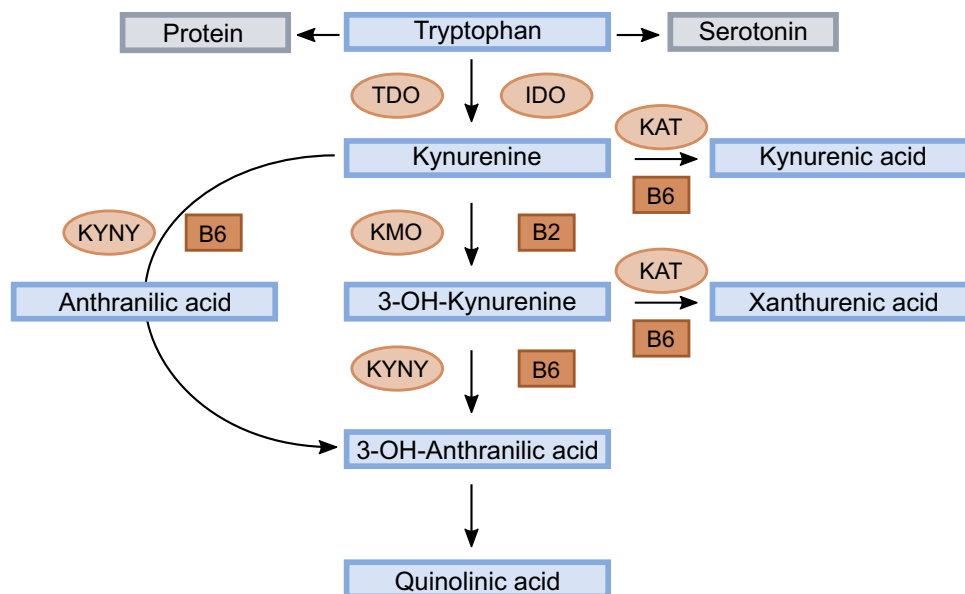 Protein
Tryptophan
Serotonin
TDO
IDO
KAT
Kynurenine
Kynurenic acid
B6
KYNY
B6
KMO
B2
KAT
Anthranilic acid
3-OH-Kynurenine
Xanthurenic acid
B6
KYNY
B6
3-OH-Anthranilic acid
Quinolinic acid